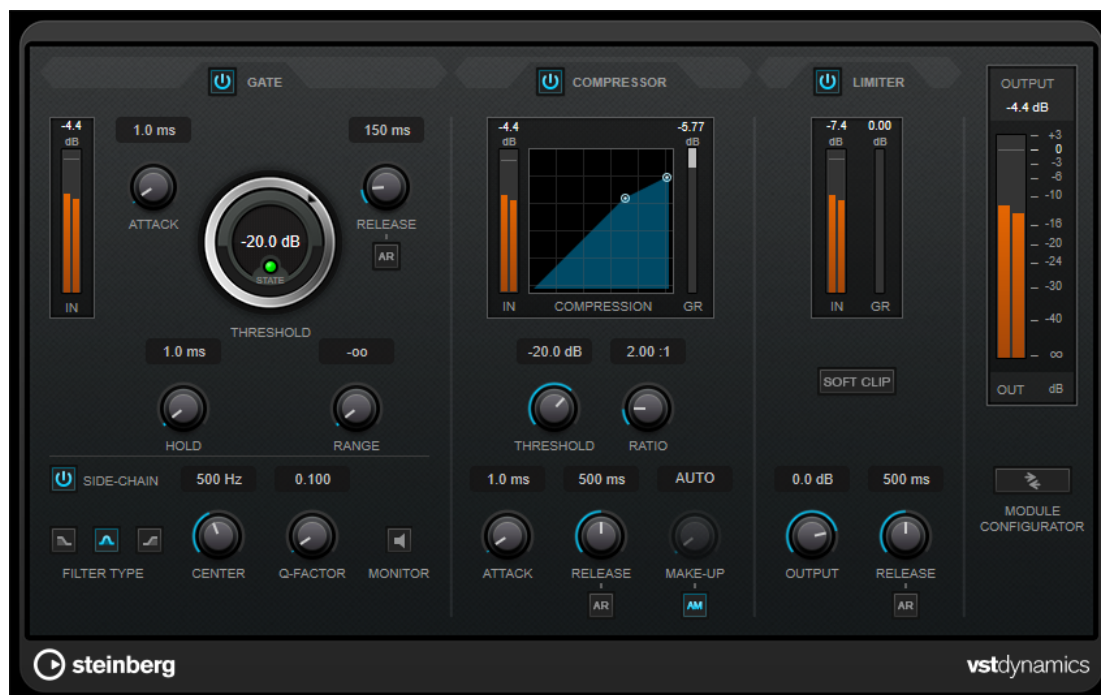 GATE
COMPRESSOR
LIMITER
OUTPUT
-4.4 dB
-4.4
dB
IN
1.0 ms
ATTACK
150 ms
RELEASE
AR
-20.0 dB
STATE
THRESHOLD
1.0 ms
HOLD
-oo
RANGE
SIDE-CHAIN
500 Hz
0.100
FILTER TYPE
CENTER
Q-FACTOR
MONITOR
-4.4
dB
-5.77
dB
IN
COMPRESSION
GR
-20.0 dB
2.00 :1
THRESHOLD
RATIO
1.0 ms
500 ms
AUTO
ATTACK
RELEASE
MAKE-UP
AR
AM
-7.4 0.00
dB dB
IN GR
SOFT CLIP
0.0 dB
500 ms
OUTPUT
RELEASE
AR
+3
0
-3
-6
-10
-16
-20
-24
-30
-40
∞
OUT dB
MODULE
CONFIGURATOR
steinberg
vstdynamics